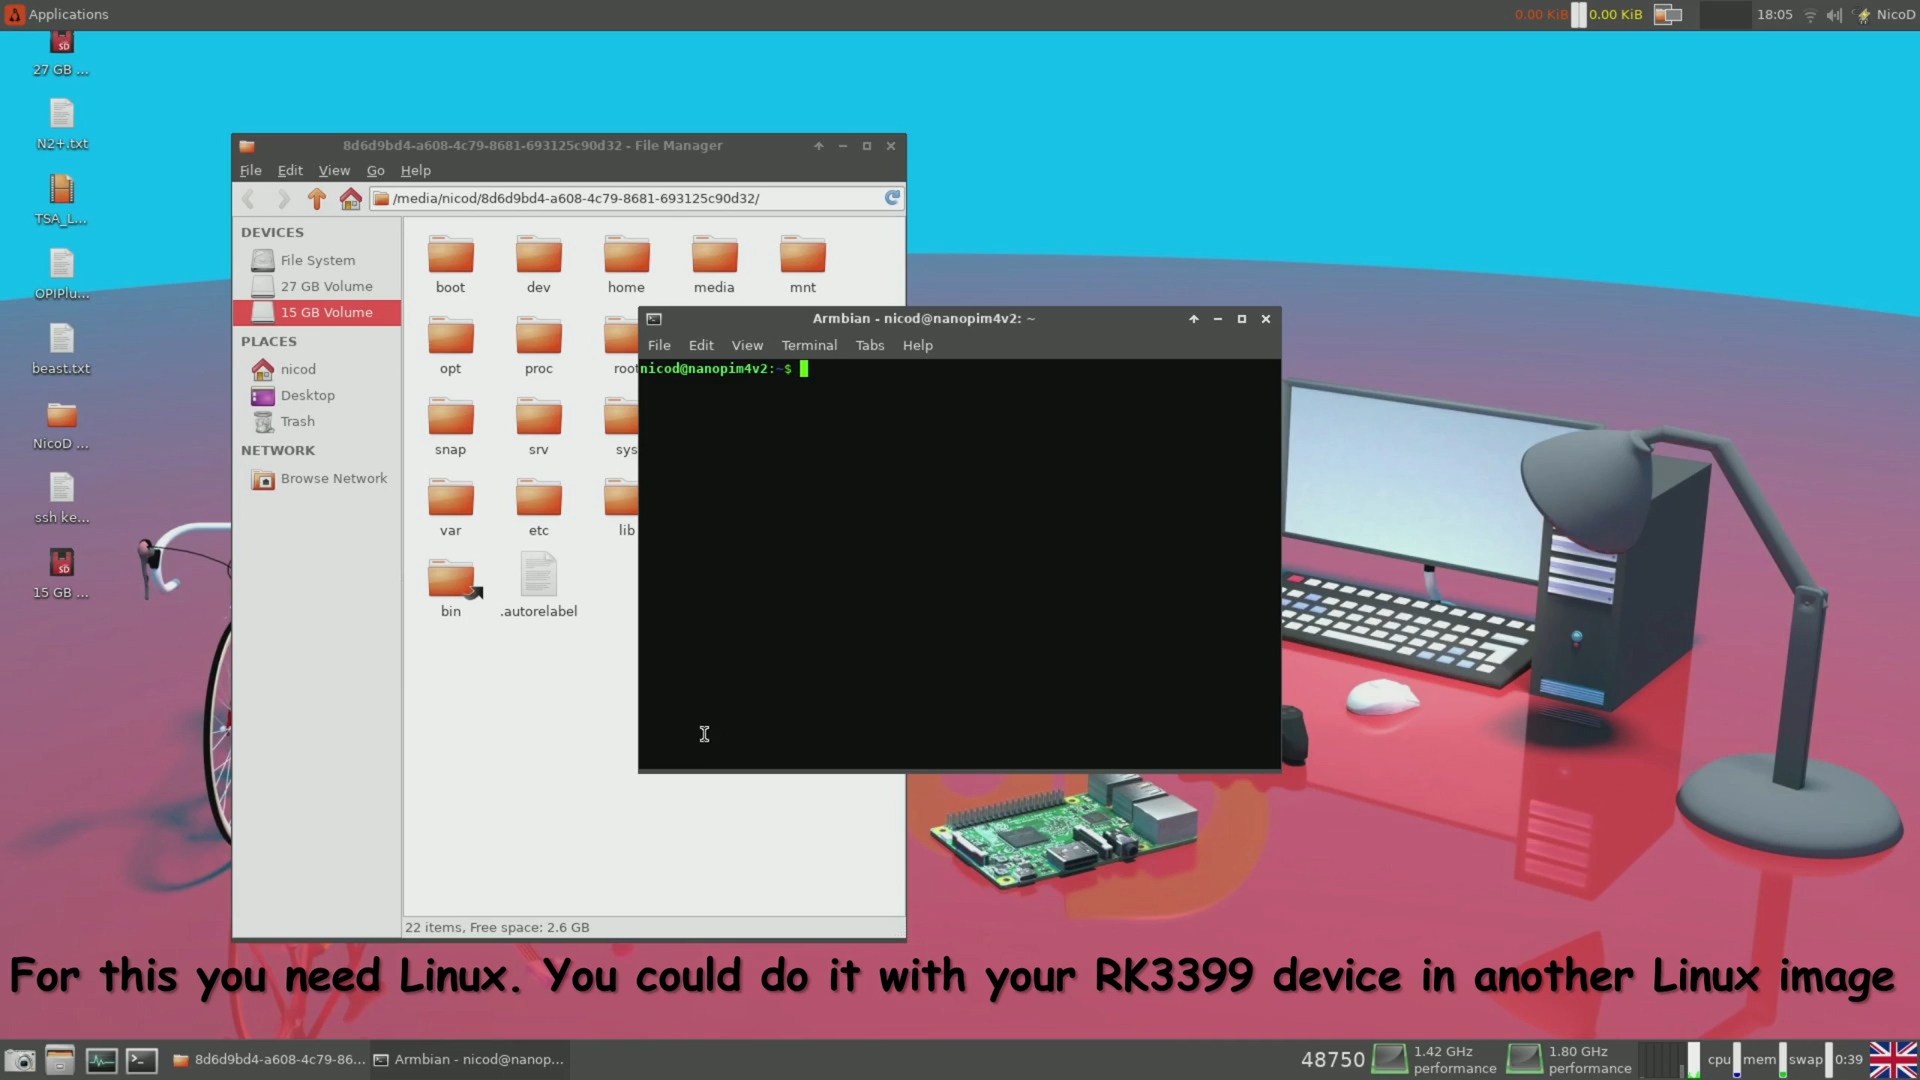 Applications
0.00 KiB
0.00 KiB
18:05
NicoD
27 GB ...
N2+.txt
TSA_L...
OPIPlu...
beast.txt
NicoD ...
ssh ke...
15 GB ...
8d6d9bd4-a608-4c79-8681-693125c90d32 - File Manager
File Edit View Go Help
/media/nicod/8d6d9bd4-a608-4c79-8681-693125c90d32/
DEVICES
File System
27 GB Volume
15 GB Volume
PLACES
nicod
Desktop
Trash
NETWORK
Browse Network
boot dev home media mnt
opt proc root
snap srv sys
var etc lib
bin .autorelabel
22 items, Free space: 2.6 GB
Armbian - nicod@nanopim4v2: ~
File Edit View Terminal Tabs Help
nicod@nanopim4v2:~$
For this you need Linux. You could do it with your RK3399 device in another Linux image
8d6d9bd4-a608-4c79-86...
Armbian - nicod@nanop...
48750
1.42 GHz
performance
1.80 GHz
performance
cpu
mem
swap
0:39